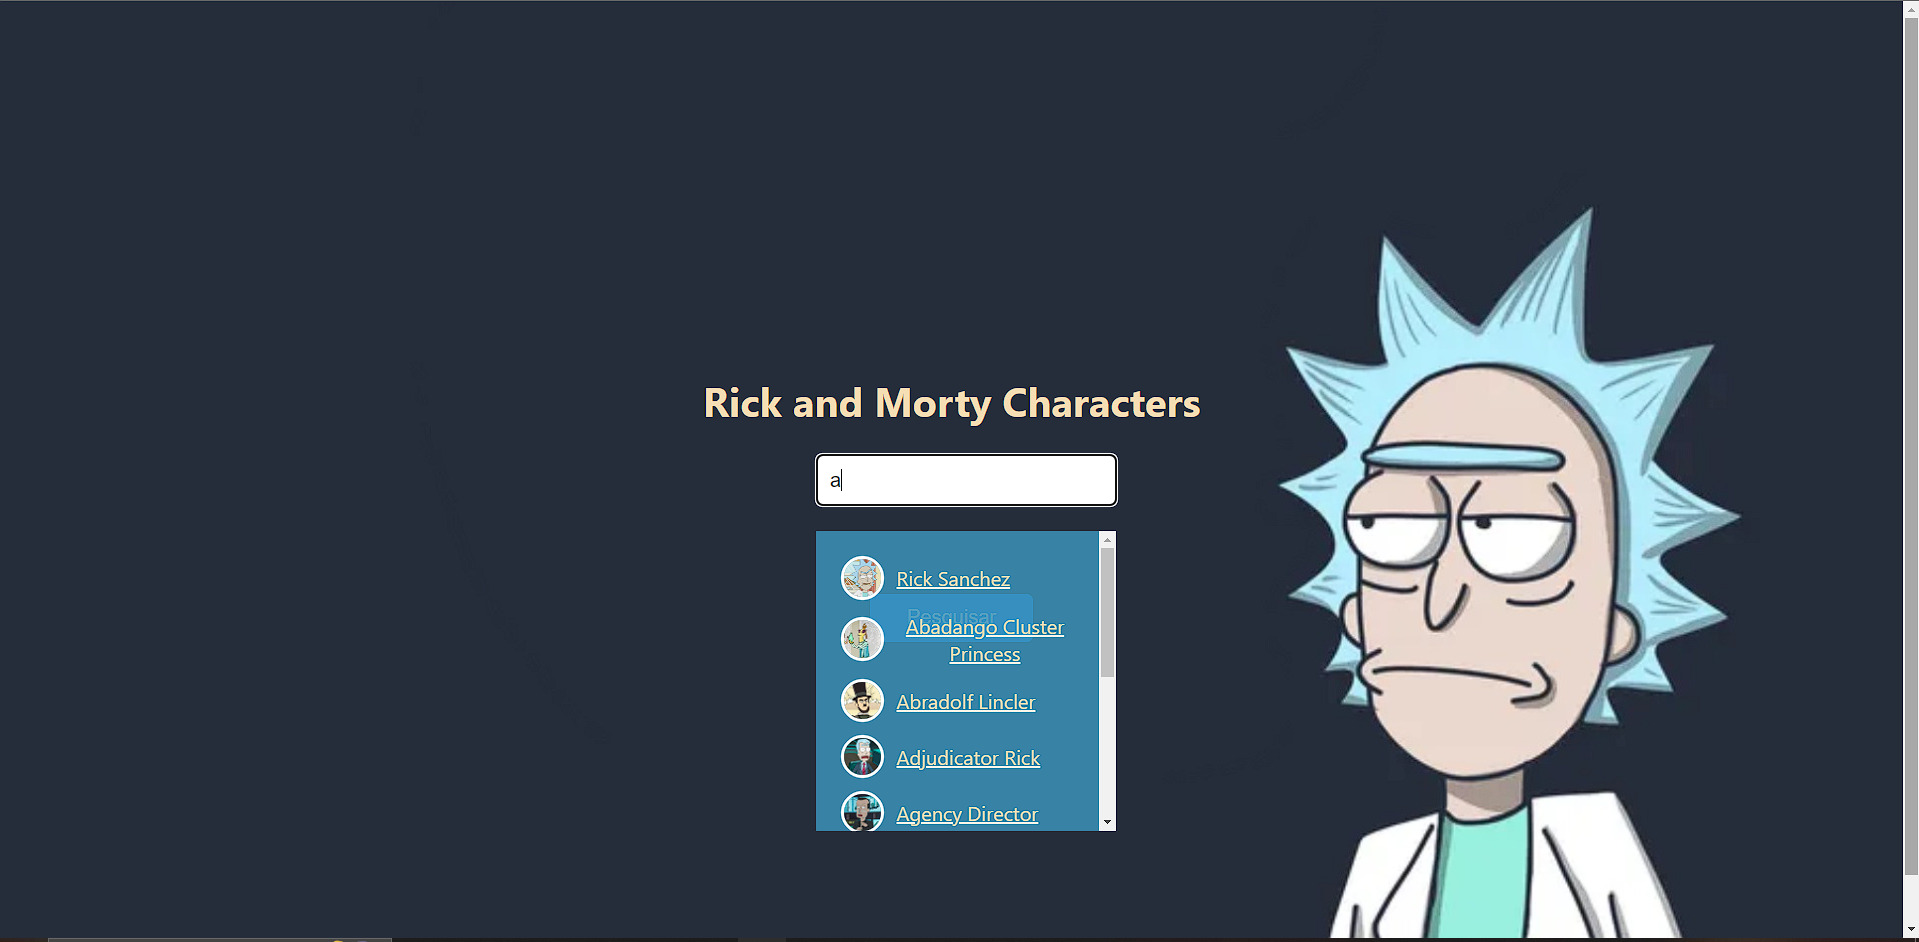 Rick and Morty Characters
a
Rick Sanchez
Pesquisar
Abadango Cluster
Princess
Abradolf Lincler
Adjudicator Rick
Agency Director